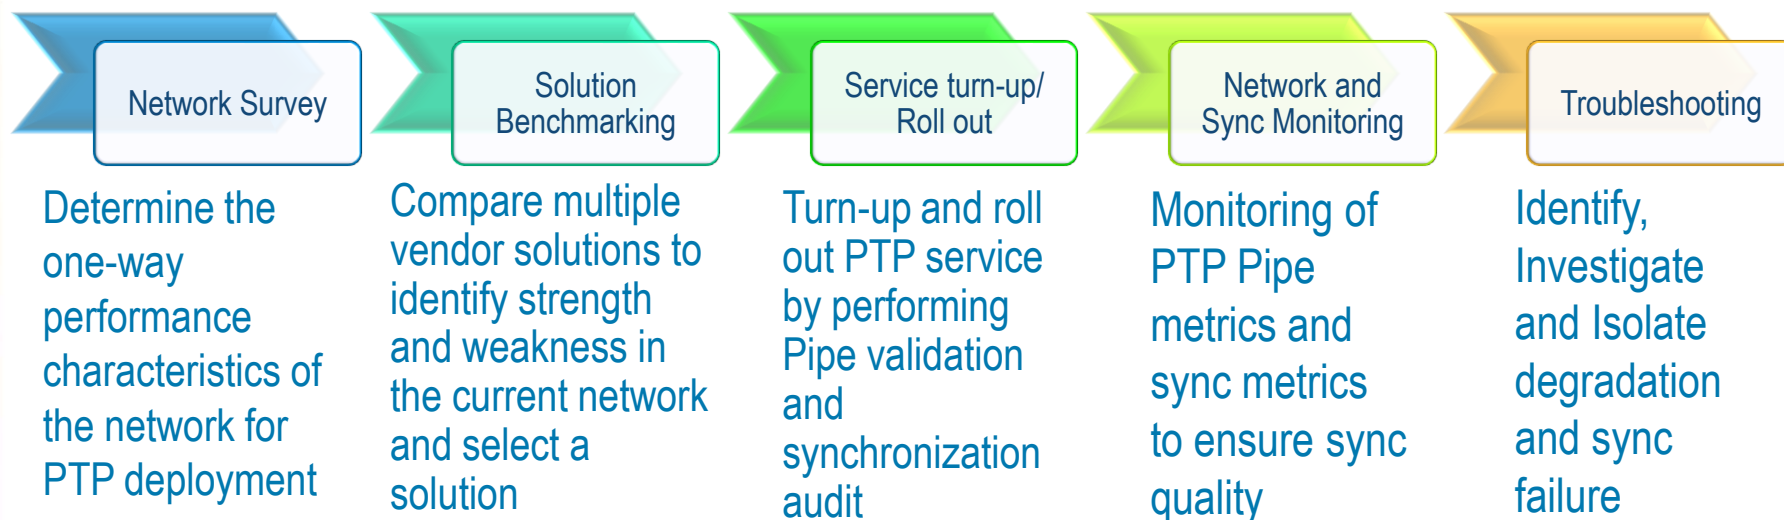 Network Survey
Determine the
one-way
performance
characteristics of
the network for
PTP deployment
Solution
Benchmarking
Compare multiple
vendor solutions to
identify strength
and weakness in
the current network
and select a
solution
Service turn-up/
Roll out
Turn-up and roll
out PTP service
by performing
Pipe validation
and
synchronization
audit
Network and
Sync Monitoring
Monitoring of
PTP Pipe
metrics and
sync metrics
to ensure sync
quality
Troubleshooting
Identify,
Investigate
and Isolate
degradation
and sync
failure